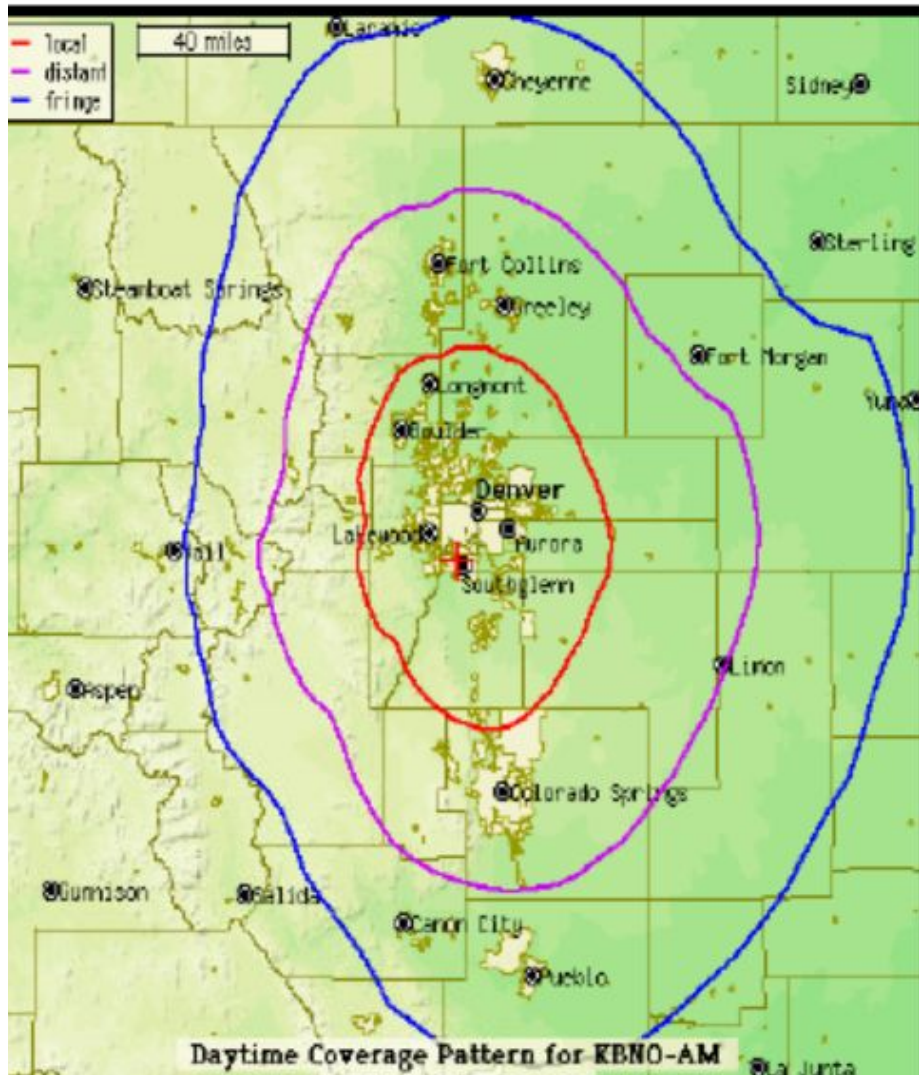 local
distant
fringe
40 miles
Laramie
Cheyenne
Sidney
Sterling
Fort Collins
Steamboat Springs
Greeley
Fort Morgan
Longmont
Yuma
Boulder
Denver
Lakewood
Aurora
Vail
Southglenn
Limon
Aspen
Colorado Springs
Gunnison
Salida
Canon City
Pueblo
Daytime Coverage Pattern for KBNO-AM
La Junta